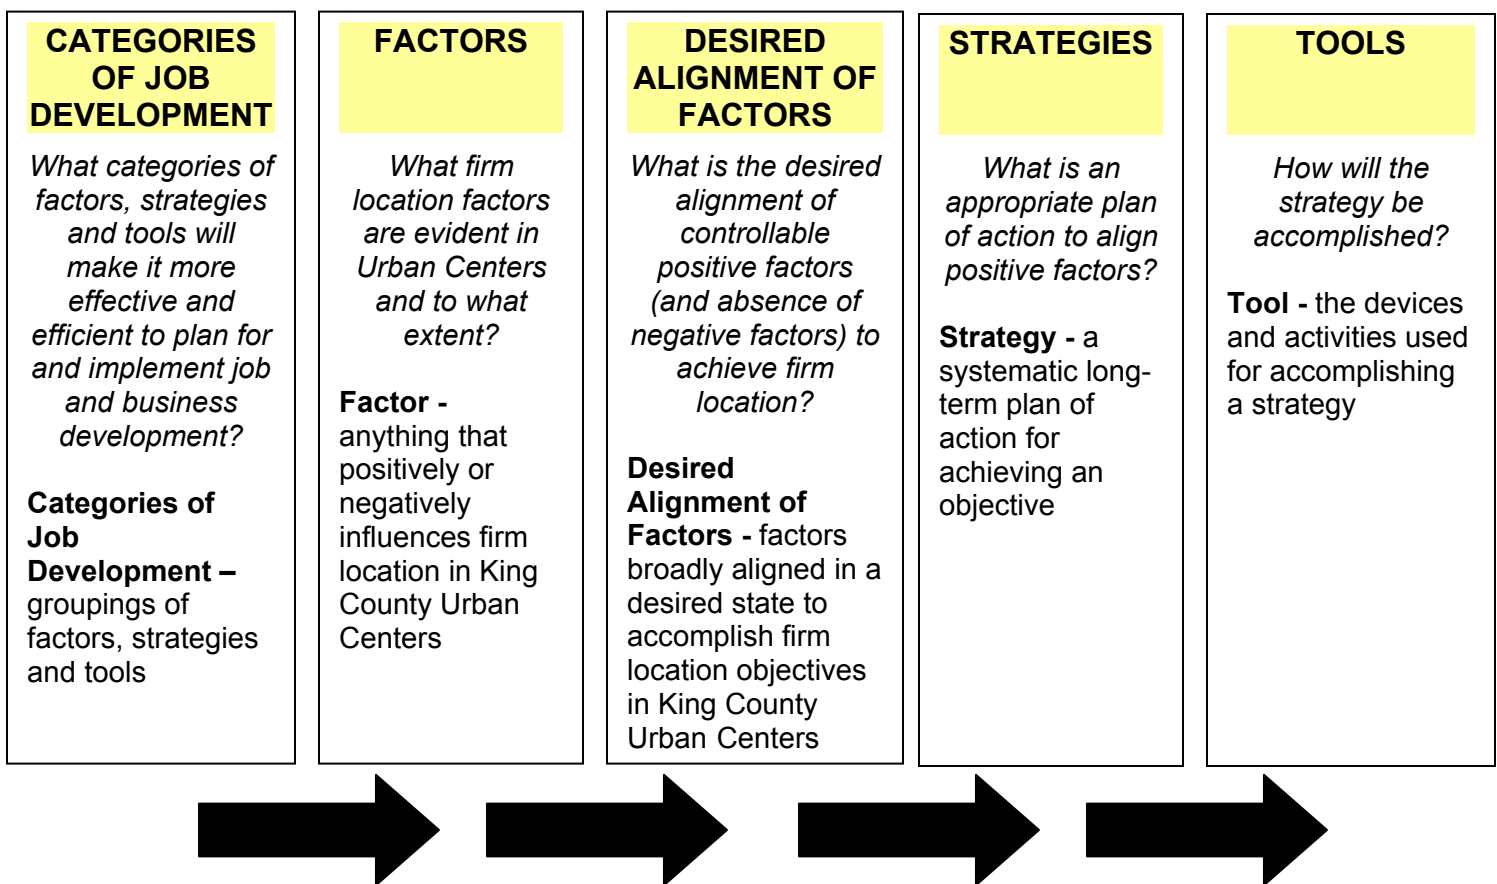 CATEGORIES
OF JOB
DEVELOPMENT
What categories of
factors, strategies
and tools will
make it more
effective and
efficient to plan for
and implement job
and business
development?
Categories of
Job
Development –
groupings of
factors, strategies
and tools
FACTORS
What firm
location factors
are evident in
Urban Centers
and to what
extent?
Factor -
anything that
positively or
negatively
influences firm
location in King
County Urban
Centers
DESIRED
ALIGNMENT OF
FACTORS
What is the desired
alignment of
controllable
positive factors
(and absence of
negative factors) to
achieve firm
location?
Desired
Alignment of
Factors - factors
broadly aligned in a
desired state to
accomplish firm
location objectives
in King County
Urban Centers
STRATEGIES
What is an
appropriate plan
of action to align
positive factors?
Strategy - a
systematic long-
term plan of
action for
achieving an
objective
TOOLS
How will the
strategy be
accomplished?
Tool - the devices
and activities used
for accomplishing
a strategy